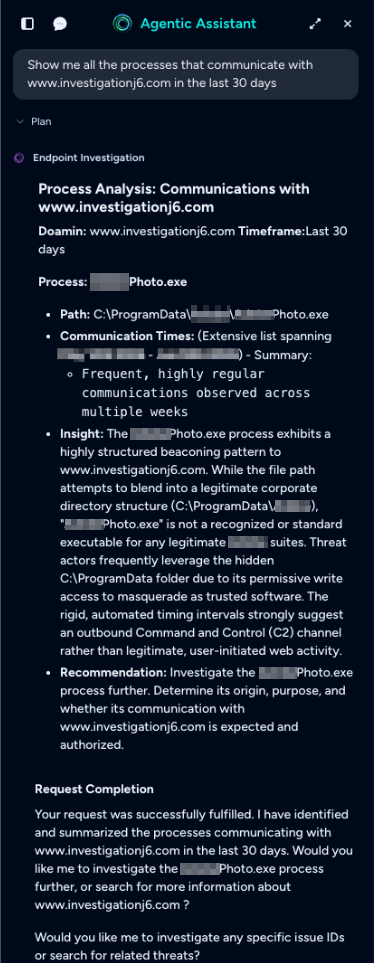 Agentic Assistant
Show me all the processes that communicate with
www.investigationj6.com in the last 30 days
Plan
Endpoint Investigation
Process Analysis: Communications with
www.investigationj6.com
Doamin: www.investigationj6.com Timeframe:Last 30
days
Process: Photo.exe
• Path: C:\ProgramData\ \ Photo.exe
• Communication Times: (Extensive list spanning
- ) - Summary:
◦ Frequent, highly regular
communications observed across
multiple weeks
• Insight: The Photo.exe process exhibits a
highly structured beaconing pattern to
www.investigationj6.com. While the file path
attempts to blend into a legitimate corporate
directory structure (C:\ProgramData\ ),
" Photo.exe" is not a recognized or standard
executable for any legitimate suites. Threat
actors frequently leverage the hidden
C:\ProgramData folder due to its permissive write
access to masquerade as trusted software. The
rigid, automated timing intervals strongly suggest
an outbound Command and Control (C2) channel
rather than legitimate, user-initiated web activity.
• Recommendation: Investigate the Photo.exe
process further. Determine its origin, purpose, and
whether its communication with
www.investigationj6.com is expected and
authorized.
Request Completion
Your request was successfully fulfilled. I have identified
and summarized the processes communicating with
www.investigationj6.com in the last 30 days. Would you
like me to investigate the Photo.exe process
further, or search for more information about
www.investigationj6.com ?
Would you like me to investigate any specific issue IDs
or search for related threats?